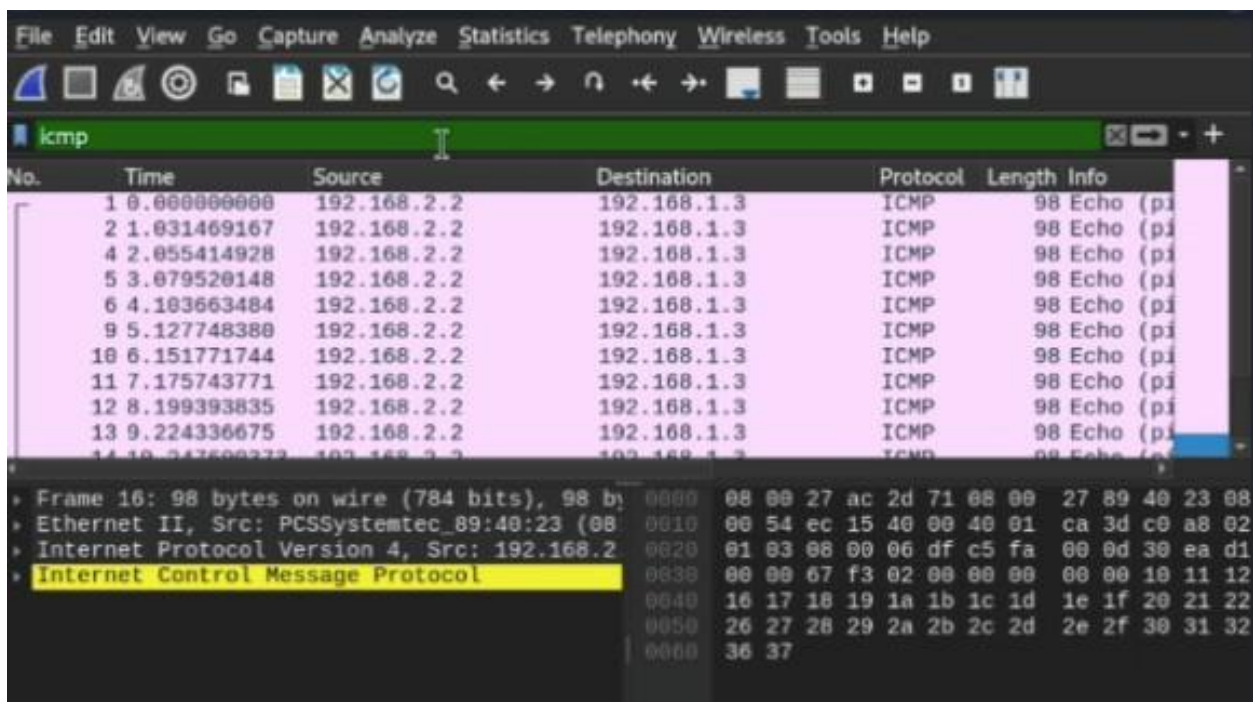 File Edit View Go Capture Analyze Statistics Telephony Wireless Tools Help
icmp
No. Time Source Destination Protocol Length Info
1 0.000000000 192.168.2.2 192.168.1.3 ICMP 98 Echo (pi
2 1.031469167 192.168.2.2 192.168.1.3 ICMP 98 Echo (pi
4 2.055414928 192.168.2.2 192.168.1.3 ICMP 98 Echo (pi
5 3.079520148 192.168.2.2 192.168.1.3 ICMP 98 Echo (pi
6 4.103663484 192.168.2.2 192.168.1.3 ICMP 98 Echo (pi
9 5.127748380 192.168.2.2 192.168.1.3 ICMP 98 Echo (pi
10 6.151771744 192.168.2.2 192.168.1.3 ICMP 98 Echo (pi
11 7.175743771 192.168.2.2 192.168.1.3 ICMP 98 Echo (pi
12 8.199393835 192.168.2.2 192.168.1.3 ICMP 98 Echo (pi
13 9.224336675 192.168.2.2 192.168.1.3 ICMP 98 Echo (pi
Frame 16: 98 bytes on wire (784 bits), 98 by
Ethernet II, Src: PCSSystemtec_89:40:23 (08
Internet Protocol Version 4, Src: 192.168.2
Internet Control Message Protocol
0000 08 00 27 ac 2d 71 08 00 27 89 40 23 08
0010 00 54 ec 15 40 00 40 01 ca 3d c0 a8 02
0020 01 03 08 00 06 df c5 fa 00 0d 30 ea d1
0030 00 00 67 f3 02 00 00 00 00 00 10 11 12
0040 16 17 18 19 1a 1b 1c 1d 1e 1f 20 21 22
0050 26 27 28 29 2a 2b 2c 2d 2e 2f 30 31 32
0060 36 37